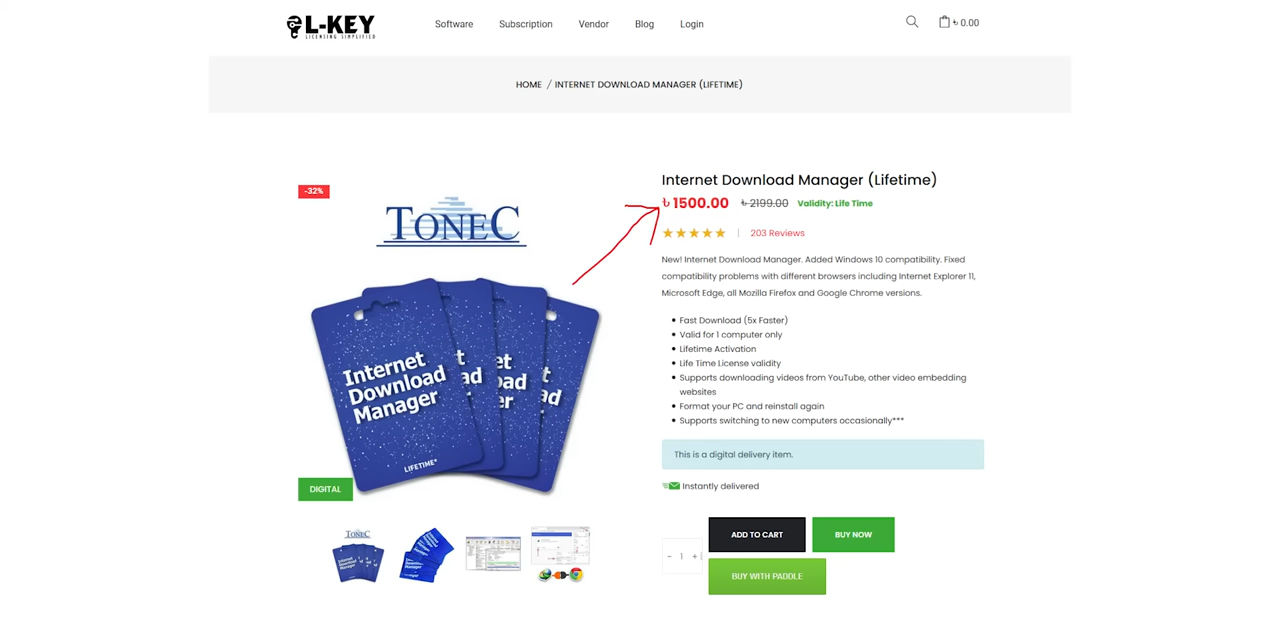 L-KEY
LICENSING SIMPLIFIED
Software Subscription Vendor Blog Login
৳ 0.00
HOME / INTERNET DOWNLOAD MANAGER (LIFETIME)
-32%
TONEC
Internet
Download
Manager
LIFETIME*
DIGITAL
Internet Download Manager (Lifetime)
৳ 1500.00 ৳ 2199.00 Validity: Life Time
203 Reviews
New! Internet Download Manager. Added Windows 10 compatibility. Fixed
compatibility problems with different browsers including Internet Explorer 11,
Microsoft Edge, all Mozilla Firefox and Google Chrome versions.
Fast Download (5x Faster)
Valid for 1 computer only
Lifetime Activation
Life Time License validity
Supports downloading videos from YouTube, other video embedding
websites
Format your PC and reinstall again
Supports switching to new computers occasionally***
This is a digital delivery item.
Instantly delivered
- 1 +
ADD TO CART
BUY NOW
BUY WITH PADDLE